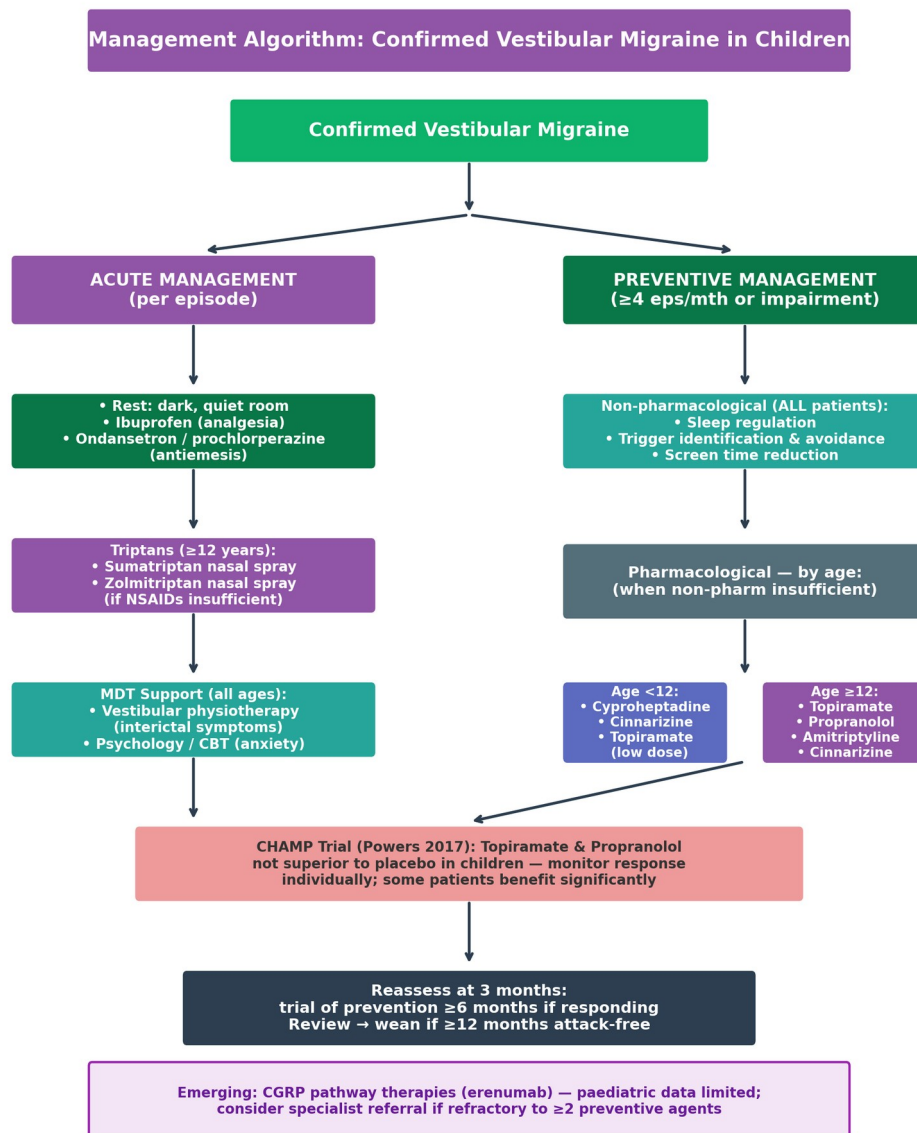 Management Algorithm: Confirmed Vestibular Migraine in Children
Confirmed Vestibular Migraine
ACUTE MANAGEMENT
(per episode)
PREVENTIVE MANAGEMENT
(≥4 eps/mth or impairment)
• Rest: dark, quiet room
• Ibuprofen (analgesia)
• Ondansetron / prochlorperazine
(antiemesis)
Non-pharmacological (ALL patients):
• Sleep regulation
• Trigger identification & avoidance
• Screen time reduction
Triptans (≥12 years):
• Sumatriptan nasal spray
• Zolmitriptan nasal spray
(if NSAIDs insufficient)
Pharmacological — by age:
(when non-pharm insufficient)
MDT Support (all ages):
• Vestibular physiotherapy
(interictal symptoms)
• Psychology / CBT (anxiety)
Age <12:
• Cyproheptadine
• Cinnarizine
• Topiramate
(low dose)
Age ≥12:
• Topiramate
• Propranolol
• Amitriptyline
• Cinnarizine
CHAMP Trial (Powers 2017): Topiramate & Propranolol
not superior to placebo in children — monitor response
individually; some patients benefit significantly
Reassess at 3 months:
trial of prevention ≥6 months if responding
Review → wean if ≥12 months attack-free
Emerging: CGRP pathway therapies (erenumab) — paediatric data limited;
consider specialist referral if refractory to ≥2 preventive agents